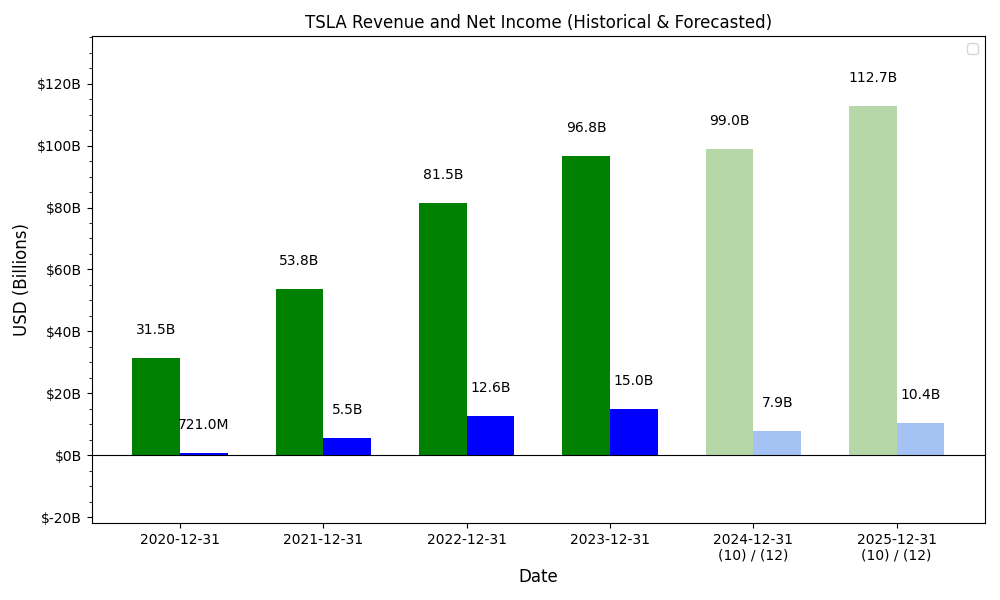 TSLA Revenue and Net Income (Historical & Forecasted)
USD (Billions)
$120B
$100B
$80B
$60B
$40B
$20B
$0B
$-20B
31.5B
721.0M
53.8B
5.5B
81.5B
12.6B
96.8B
15.0B
99.0B
7.9B
112.7B
10.4B
2020-12-31
2021-12-31
2022-12-31
2023-12-31
2024-12-31
(10) / (12)
2025-12-31
(10) / (12)
Date